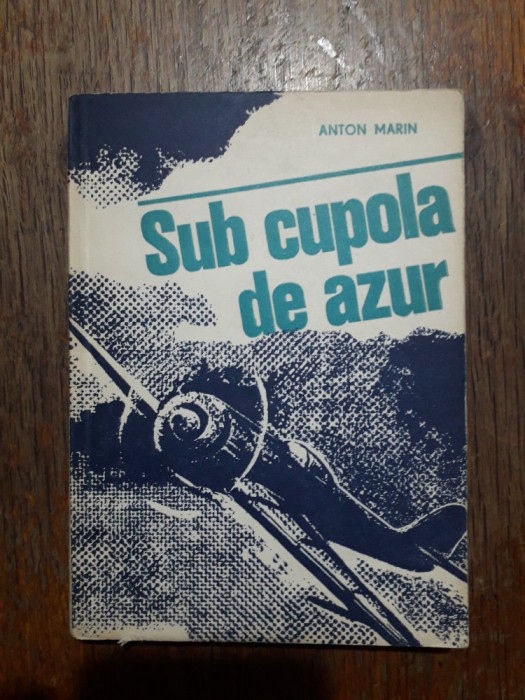 ANTON MARIN
Sub cupola
de azur